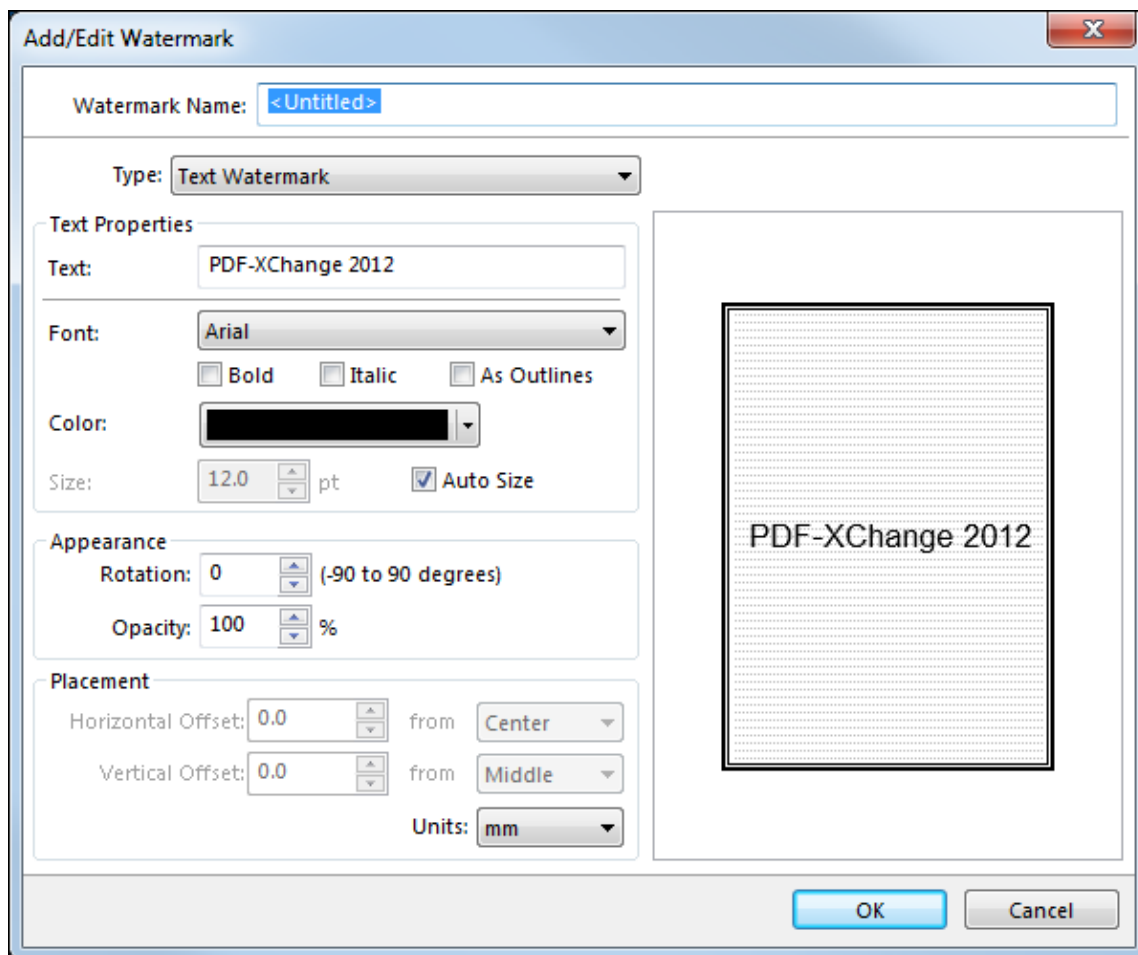 Add/Edit Watermark
Watermark Name: <Untitled>
Type: Text Watermark
Text Properties
Text: PDF-XChange 2012
Font: Arial
Bold Italic As Outlines
Color:
Size: 12.0 pt Auto Size
Appearance
Rotation: 0 (-90 to 90 degrees)
Opacity: 100 %
Placement
Horizontal Offset: 0.0 from Center
Vertical Offset: 0.0 from Middle
Units: mm
PDF-XChange 2012
OK Cancel